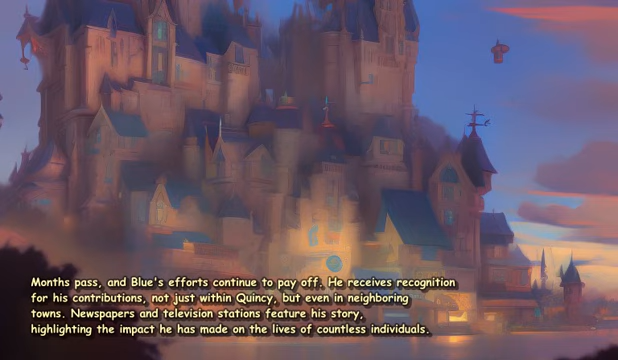 Months pass, and Blue's efforts continue to pay off. He receives recognition
for his contributions, not just within Quincy, but even in neighboring
towns. Newspapers and television stations feature his story,
highlighting the impact he has made on the lives of countless individuals.